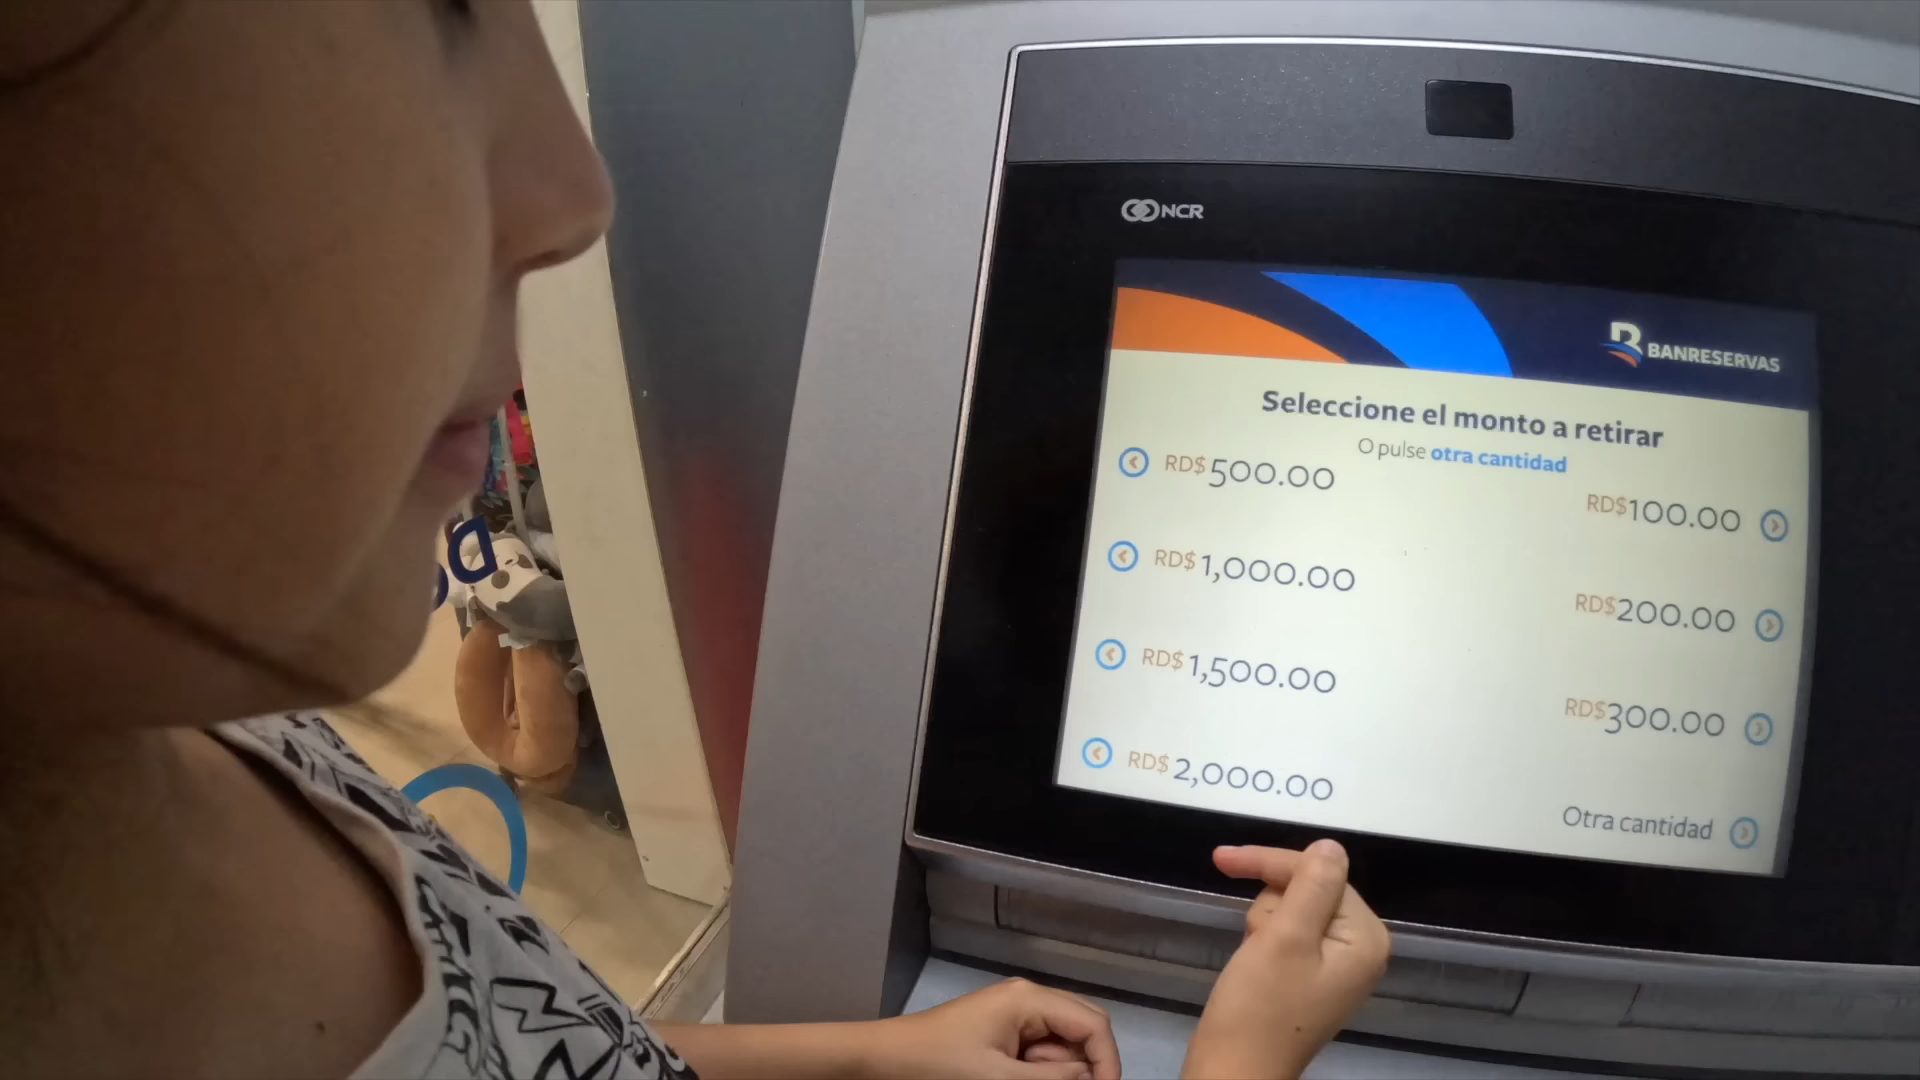 NCR
BANRESERVAS
Seleccione el monto a retirar
O pulse otra cantidad
RD$500.00
RD$100.00
RD$1,000.00
RD$200.00
RD$1,500.00
RD$300.00
RD$2,000.00
Otra cantidad